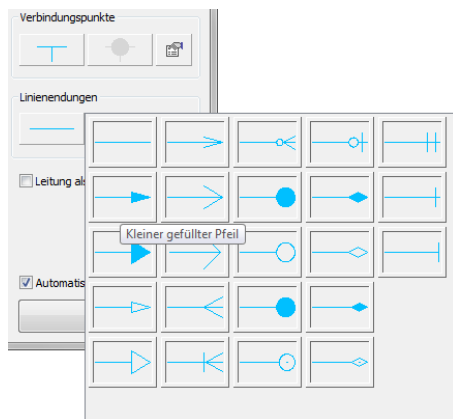 Verbindungspunkte
Linienendungen
Leitung als
Kleiner gefüllter Pfeil
Automatis